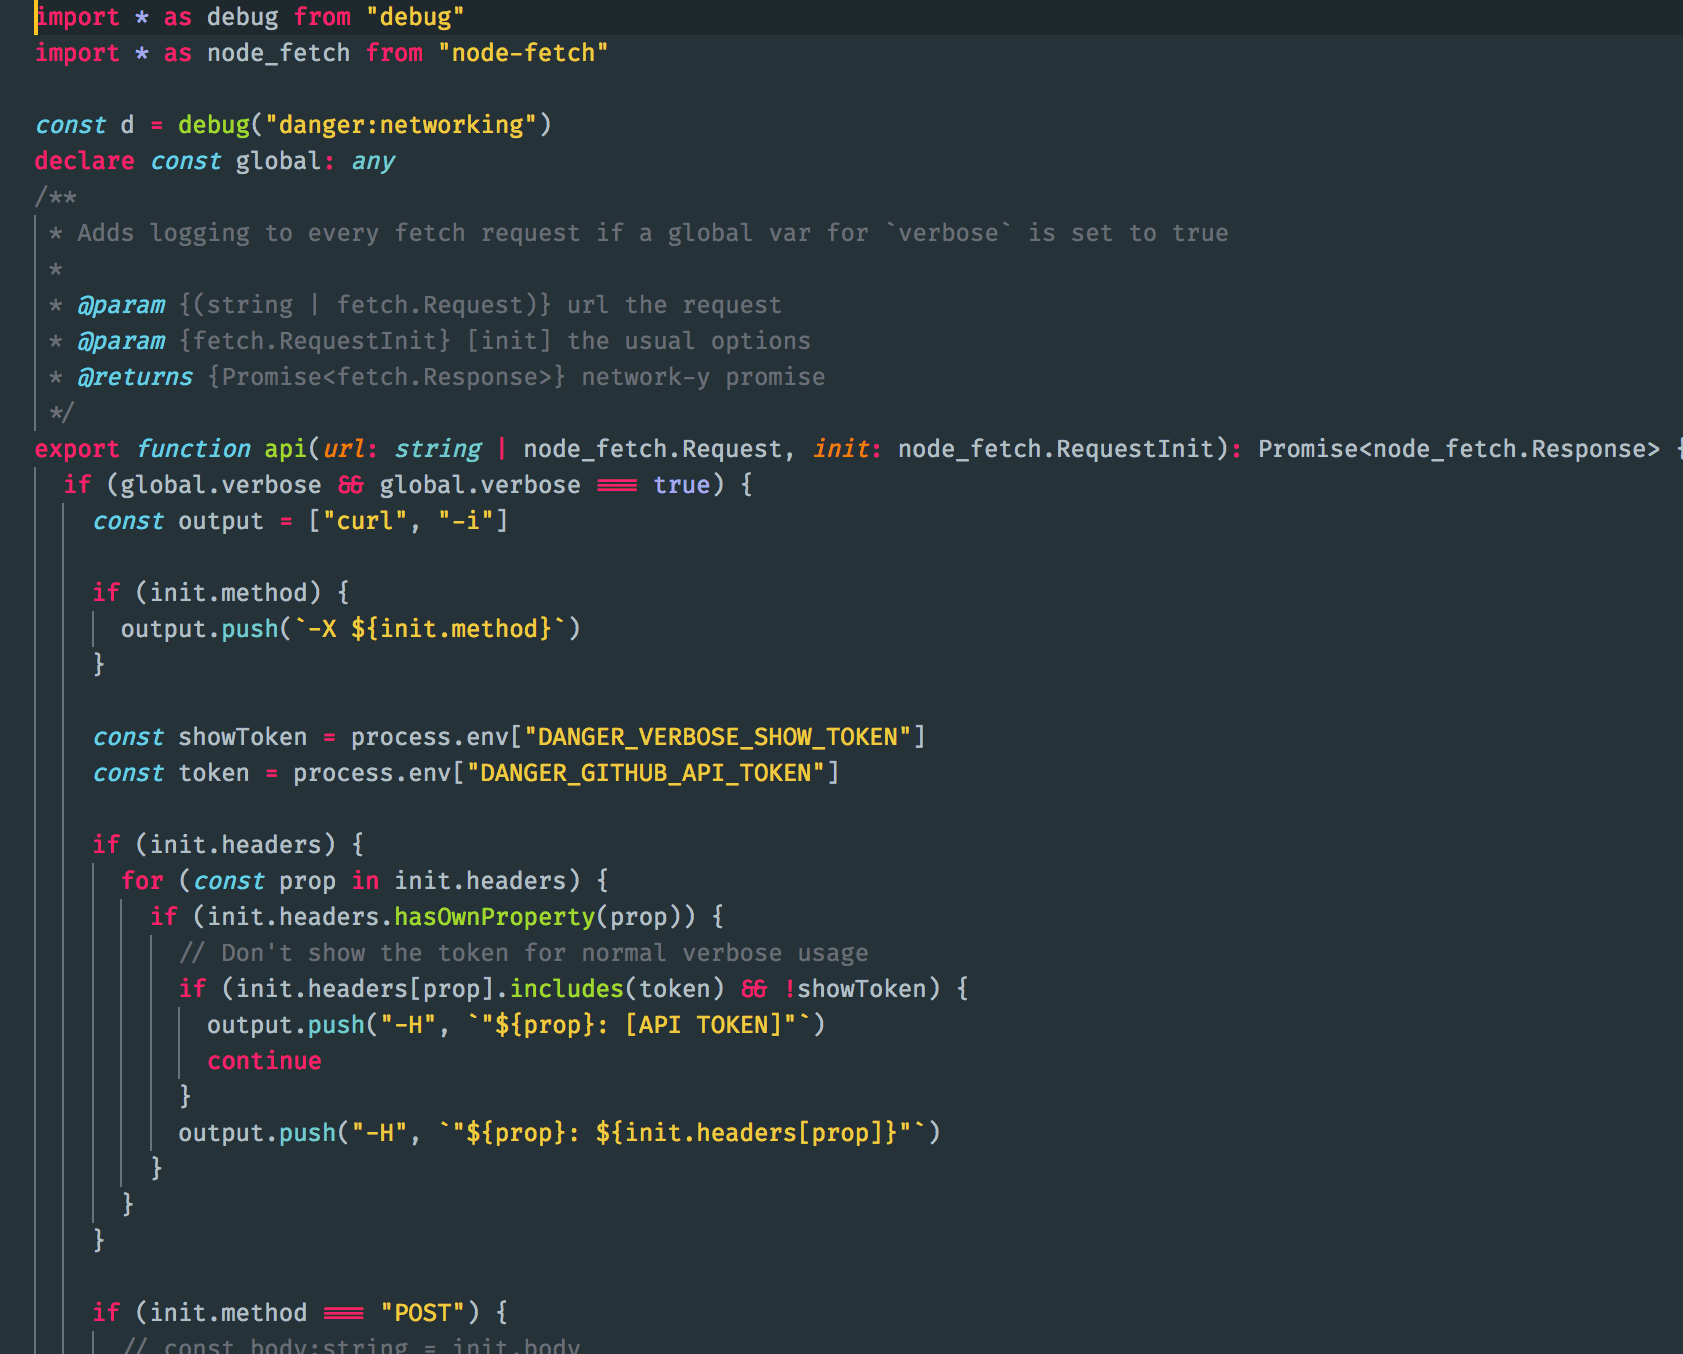 import * as debug from "debug"
import * as node_fetch from "node-fetch"
const d = debug("danger:networking")
declare const global: any
/**
* Adds logging to every fetch request if a global var for `verbose` is set to true
*
* @param {(string | fetch.Request)} url the request
* @param {fetch.RequestInit} [init] the usual options
* @returns {Promise<fetch.Response>} network-y promise
*/
export function api(url: string | node_fetch.Request, init: node_fetch.RequestInit): Promise<node_fetch.Response> {
if (global.verbose && global.verbose === true) {
const output = ["curl", "-i"]
if (init.method) {
output.push(`-X ${init.method}`)
}
const showToken = process.env["DANGER_VERBOSE_SHOW_TOKEN"]
const token = process.env["DANGER_GITHUB_API_TOKEN"]
if (init.headers) {
for (const prop in init.headers) {
if (init.headers.hasOwnProperty(prop)) {
// Don't show the token for normal verbose usage
if (init.headers[prop].includes(token) && !showToken) {
output.push("-H", `"${prop}: [API TOKEN]"`)
continue
}
output.push("-H", `"${prop}: ${init.headers[prop]}"`)
}
}
}
if (init.method === "POST") {
// const body:string = init.body